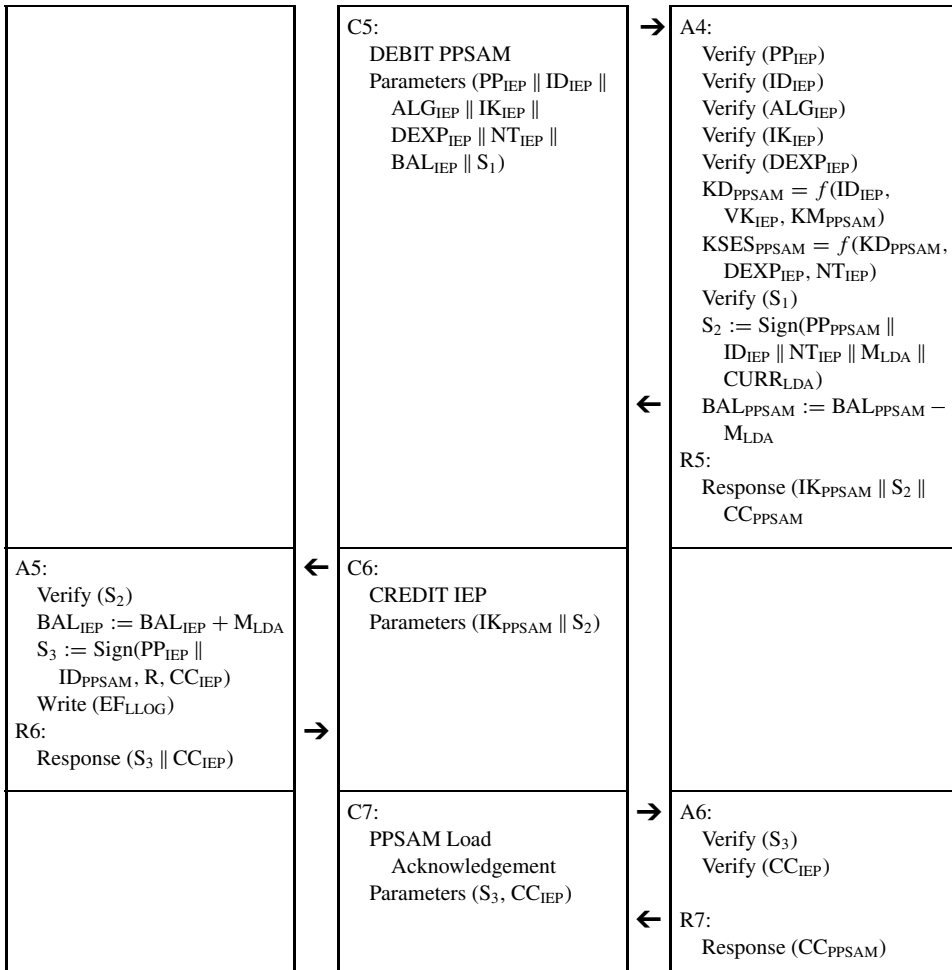 C5:
DEBIT PPSAM
Parameters (PP_IEP || ID_IEP ||
ALG_IEP || IK_IEP ||
DEXP_IEP || NT_IEP ||
BAL_IEP || S_1)
➔
A4:
Verify (PP_IEP)
Verify (ID_IEP)
Verify (ALG_IEP)
Verify (IK_IEP)
Verify (DEXP_IEP)
KD_PPSAM = f(ID_IEP,
VK_IEP, KM_PPSAM)
KSES_PPSAM = f(KD_PPSAM,
DEXP_IEP, NT_IEP)
Verify (S_1)
S_2 := Sign(PP_PPSAM ||
ID_IEP || NT_IEP || M_LDA ||
CURR_LDA)
BAL_PPSAM := BAL_PPSAM −
M_LDA
R5:
Response (IK_PPSAM || S_2 ||
CC_PPSAM
A5:
Verify (S_2)
BAL_IEP := BAL_IEP + M_LDA
S_3 := Sign(PP_IEP ||
ID_PPSAM, R, CC_IEP)
Write (EF_LLOG)
R6:
Response (S_3 || CC_IEP)
C6:
CREDIT IEP
Parameters (IK_PPSAM || S_2)
C7:
PPSAM Load
Acknowledgement
Parameters (S_3, CC_IEP)
A6:
Verify (S_3)
Verify (CC_IEP)
R7:
Response (CC_PPSAM)